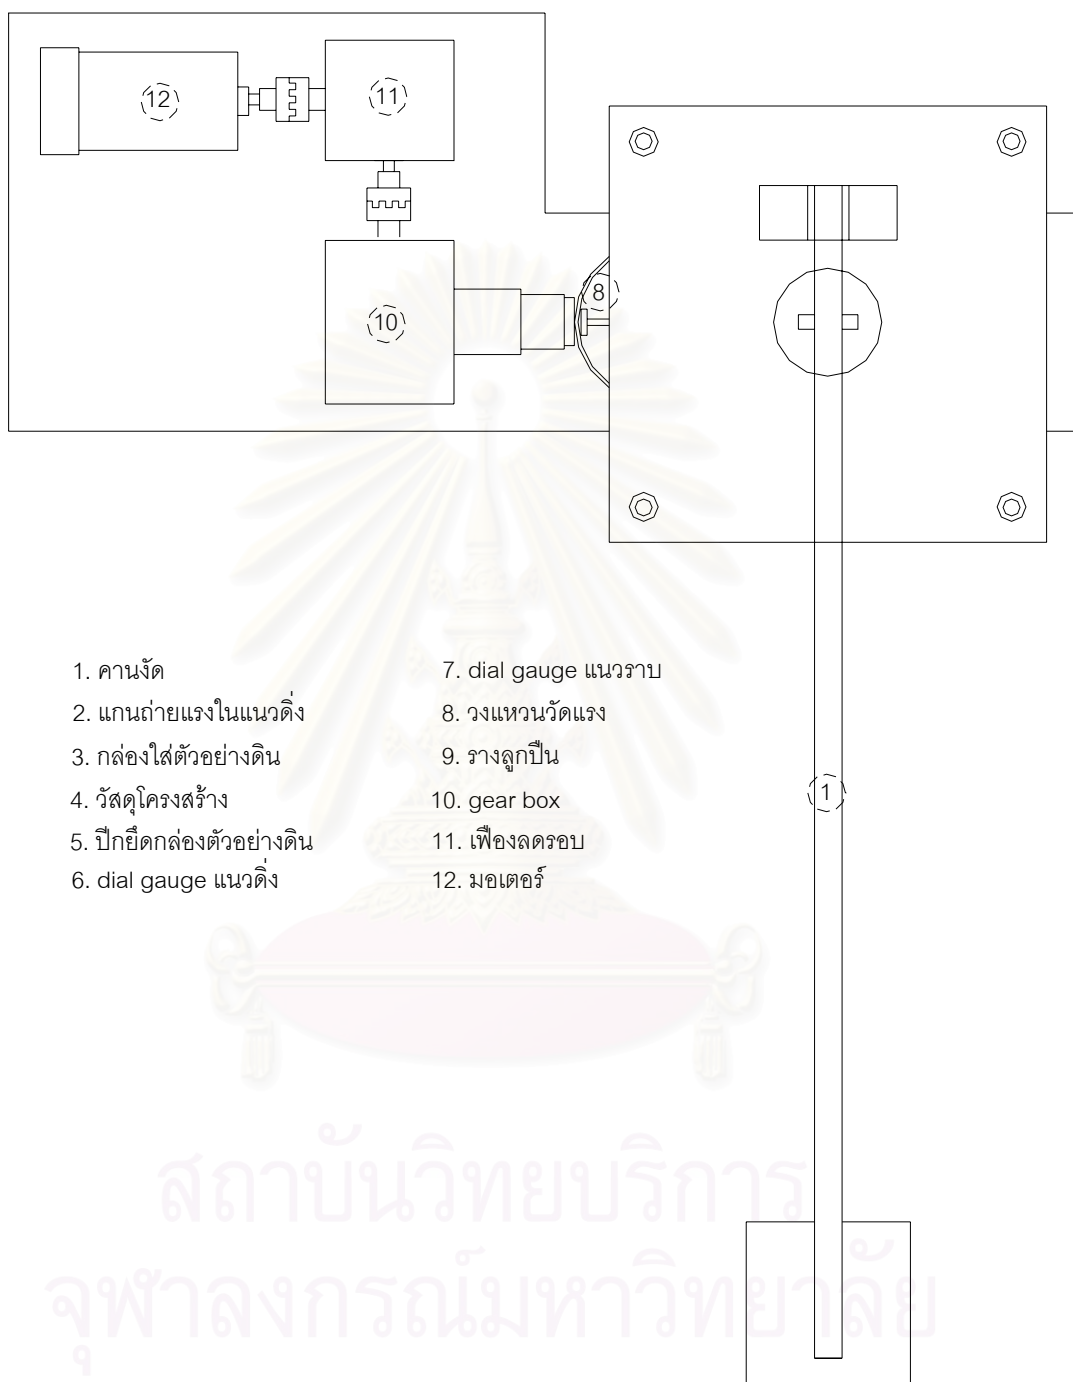 12
11
8
10
1. คานงัด
2. แกนถ่ายแรงในแนวดิ่ง
3. กล่องใส่ตัวอย่างดิน
4. วัสดุโครงสร้าง
5. ปีกยึดกล่องตัวอย่างดิน
6. dial gauge แนวดิ่ง
7. dial gauge แนวราบ
8. วงแหวนวัดแรง
9. รางลูกปืน
10. gear box
11. เฟืองลดรอบ
12. มอเตอร์
1
สถาบันวิทยบริการ
จุฬาลงกรณ์มหาวิทยาลัย